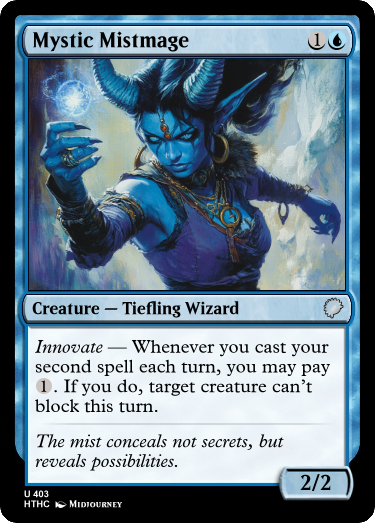 Mystic Mistmage 1
Creature — Tiefling Wizard
Innovate — Whenever you cast your
second spell each turn, you may pay
1. If you do, target creature can't
block this turn.
The mist conceals not secrets, but
reveals possibilities.
2/2
U 403
HTHC Midjourney